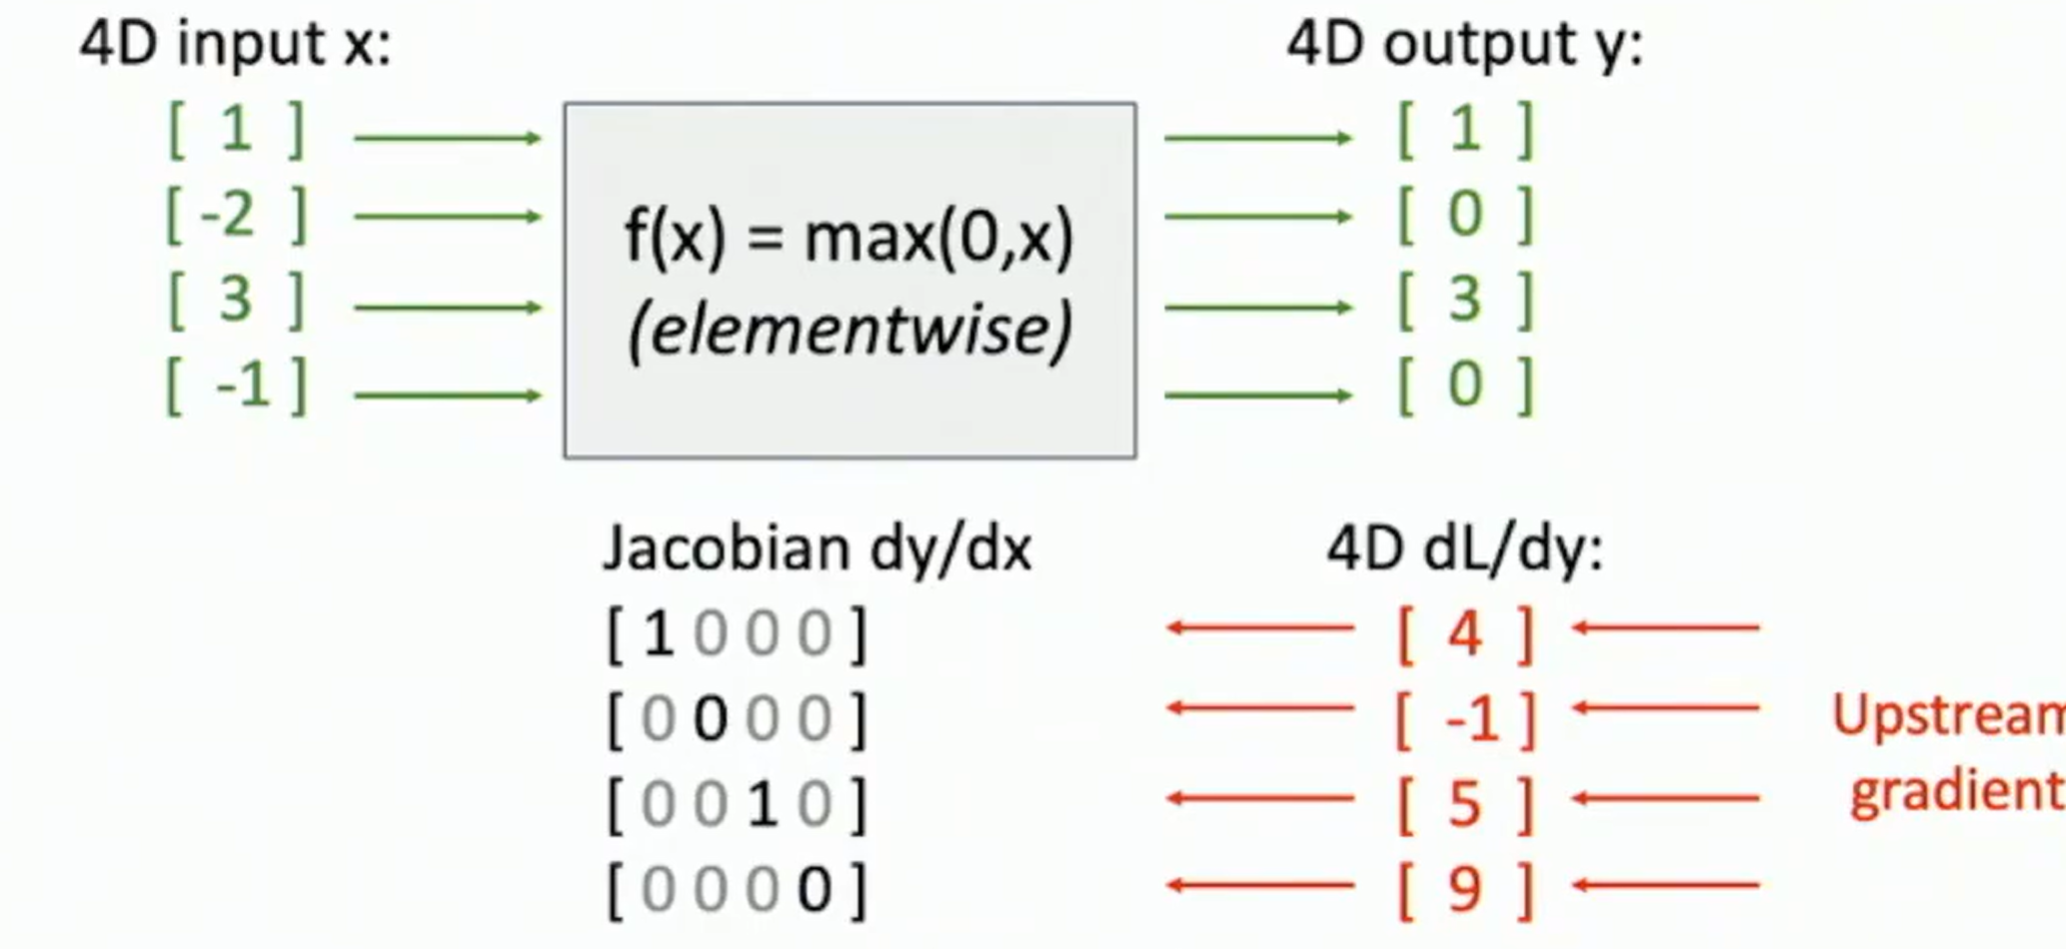 4D input x:
[ 1 ]
[ -2 ]
[ 3 ]
[ -1 ]
f(x) = max(0,x)
(elementwise)
4D output y:
[ 1 ]
[ 0 ]
[ 3 ]
[ 0 ]
Jacobian dy/dx
[ 1 0 0 0 ]
[ 0 0 0 0 ]
[ 0 0 1 0 ]
[ 0 0 0 0 ]
4D dL/dy:
[ 4 ]
[ -1 ]
[ 5 ]
[ 9 ]
Upstream
gradient